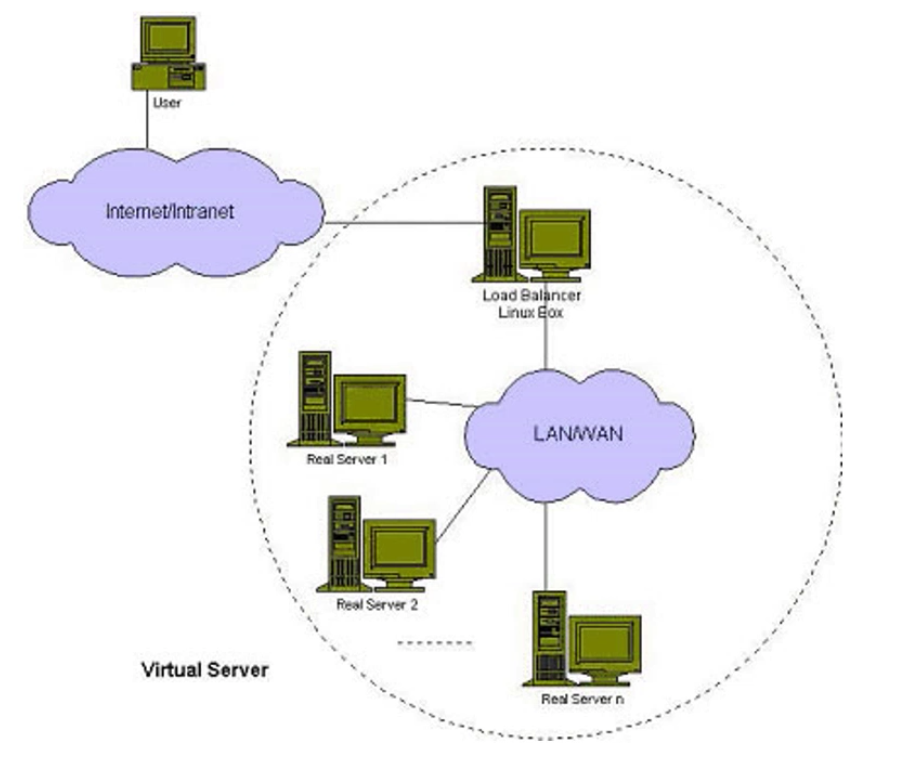 User
Internet/Intranet
Load Balancer
Linux Box
LAN/WAN
Real Server 1
Real Server 2
Virtual Server
Real Server n